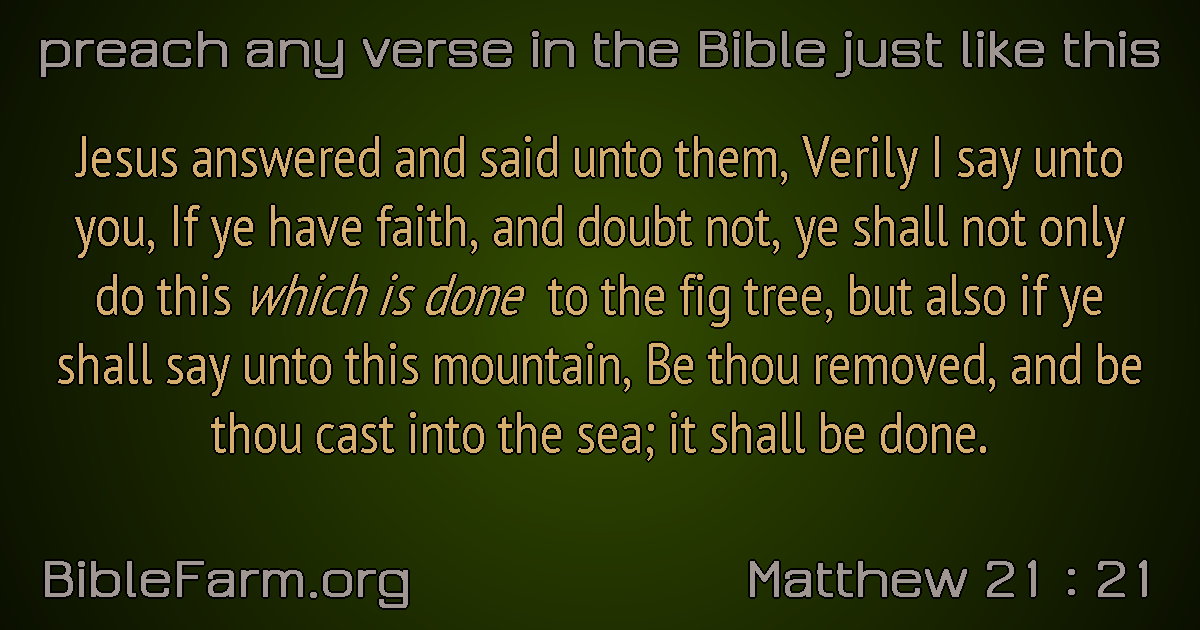 preach any verse in the Bible just like this
Jesus answered and said unto them, Verily I say unto
you, If ye have faith, and doubt not, ye shall not only
do this which is done to the fig tree, but also if ye
shall say unto this mountain, Be thou removed, and be
thou cast into the sea; it shall be done.
BibleFarm.org
Matthew 21 : 21